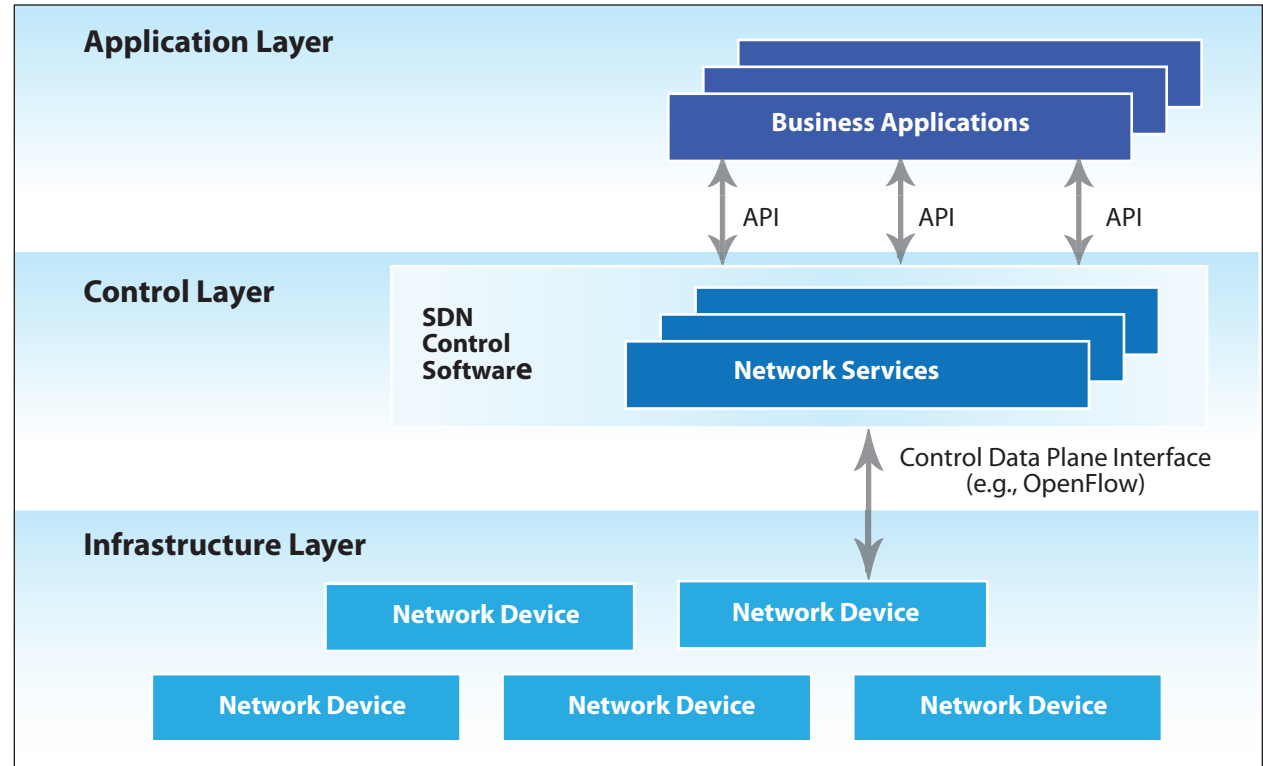 Application Layer
Business Applications
API API API
Control Layer
SDN
Control
Software
Network Services
Control Data Plane Interface
(e.g., OpenFlow)
Infrastructure Layer
Network Device Network Device
Network Device Network Device Network Device